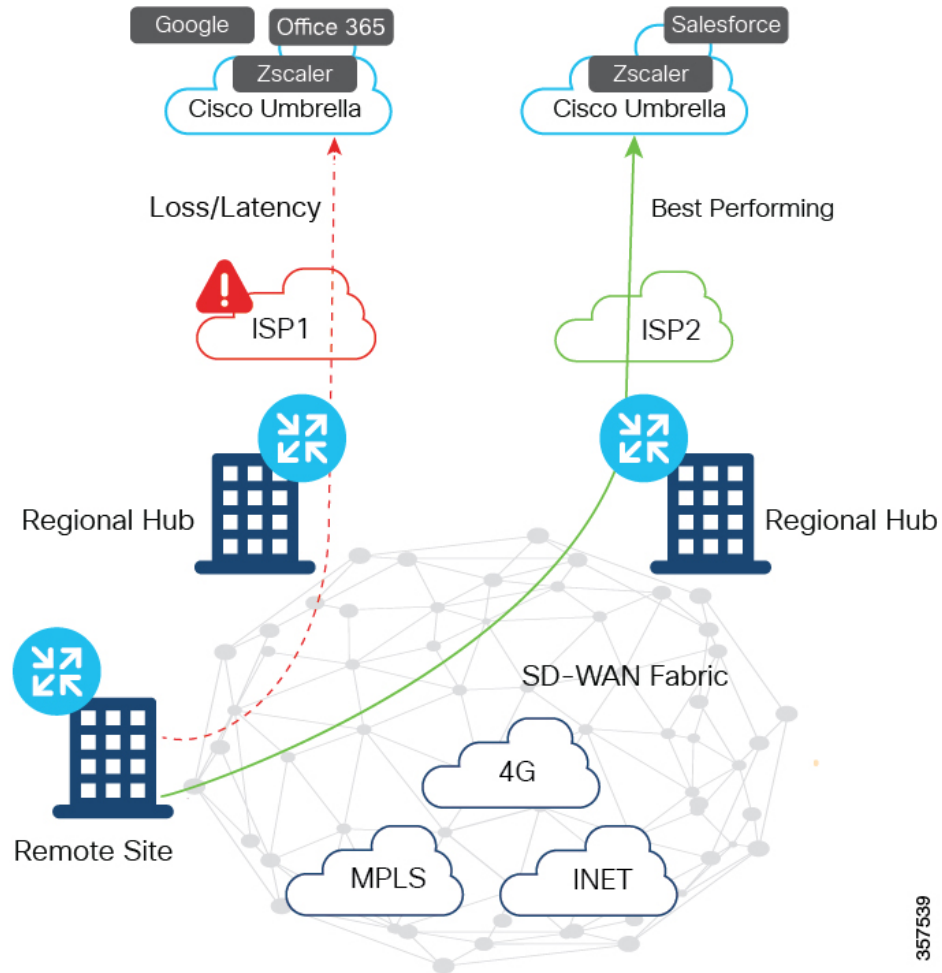 Google
Office 365
Salesforce
Zscaler
Zscaler
Cisco Umbrella
Cisco Umbrella
Loss/Latency
Best Performing
!
ISP1
ISP2
Regional Hub
Regional Hub
SD-WAN Fabric
4G
Remote Site
MPLS
INET
357539